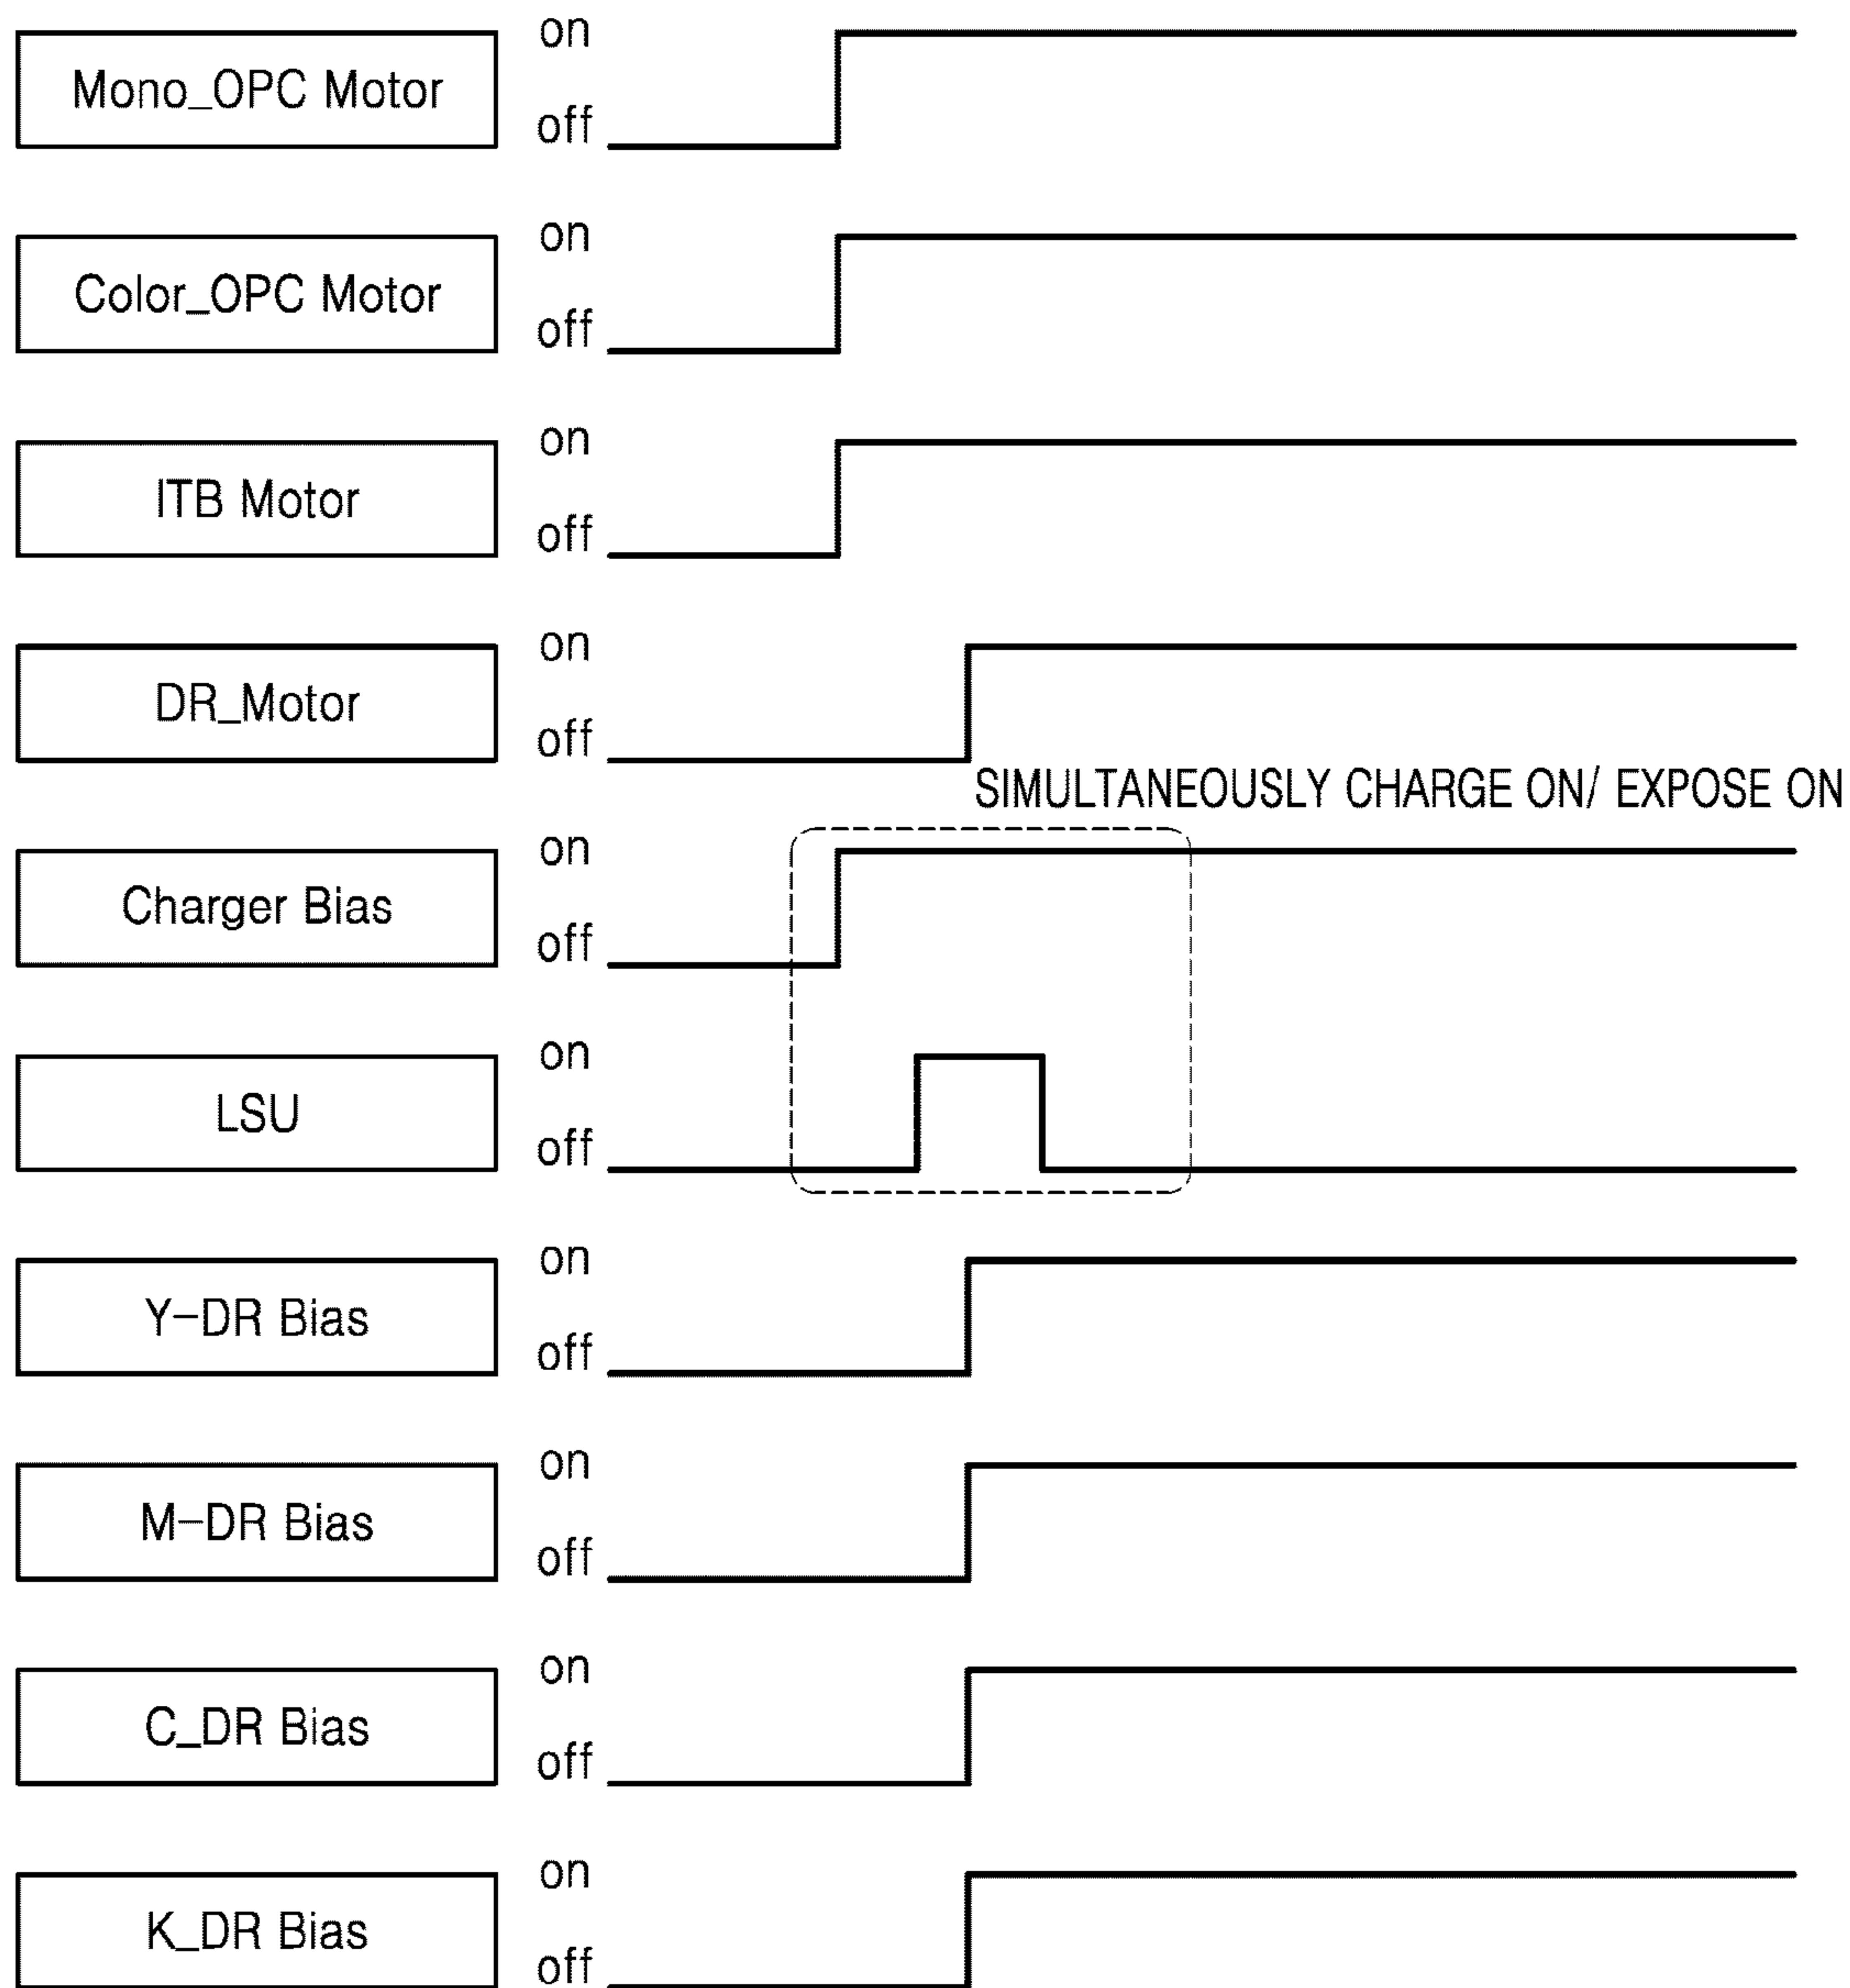 on
Mono_OPC Motor
off
on
Color_OPC Motor
off
on
ITB Motor
off
on
DR_Motor
off
SIMULTANEOUSLY CHARGE ON/ EXPOSE ON
on
Charger Bias
off
on
LSU
off
on
Y-DR Bias
off
on
M-DR Bias
off
on
C_DR Bias
off
on
K_DR Bias
off